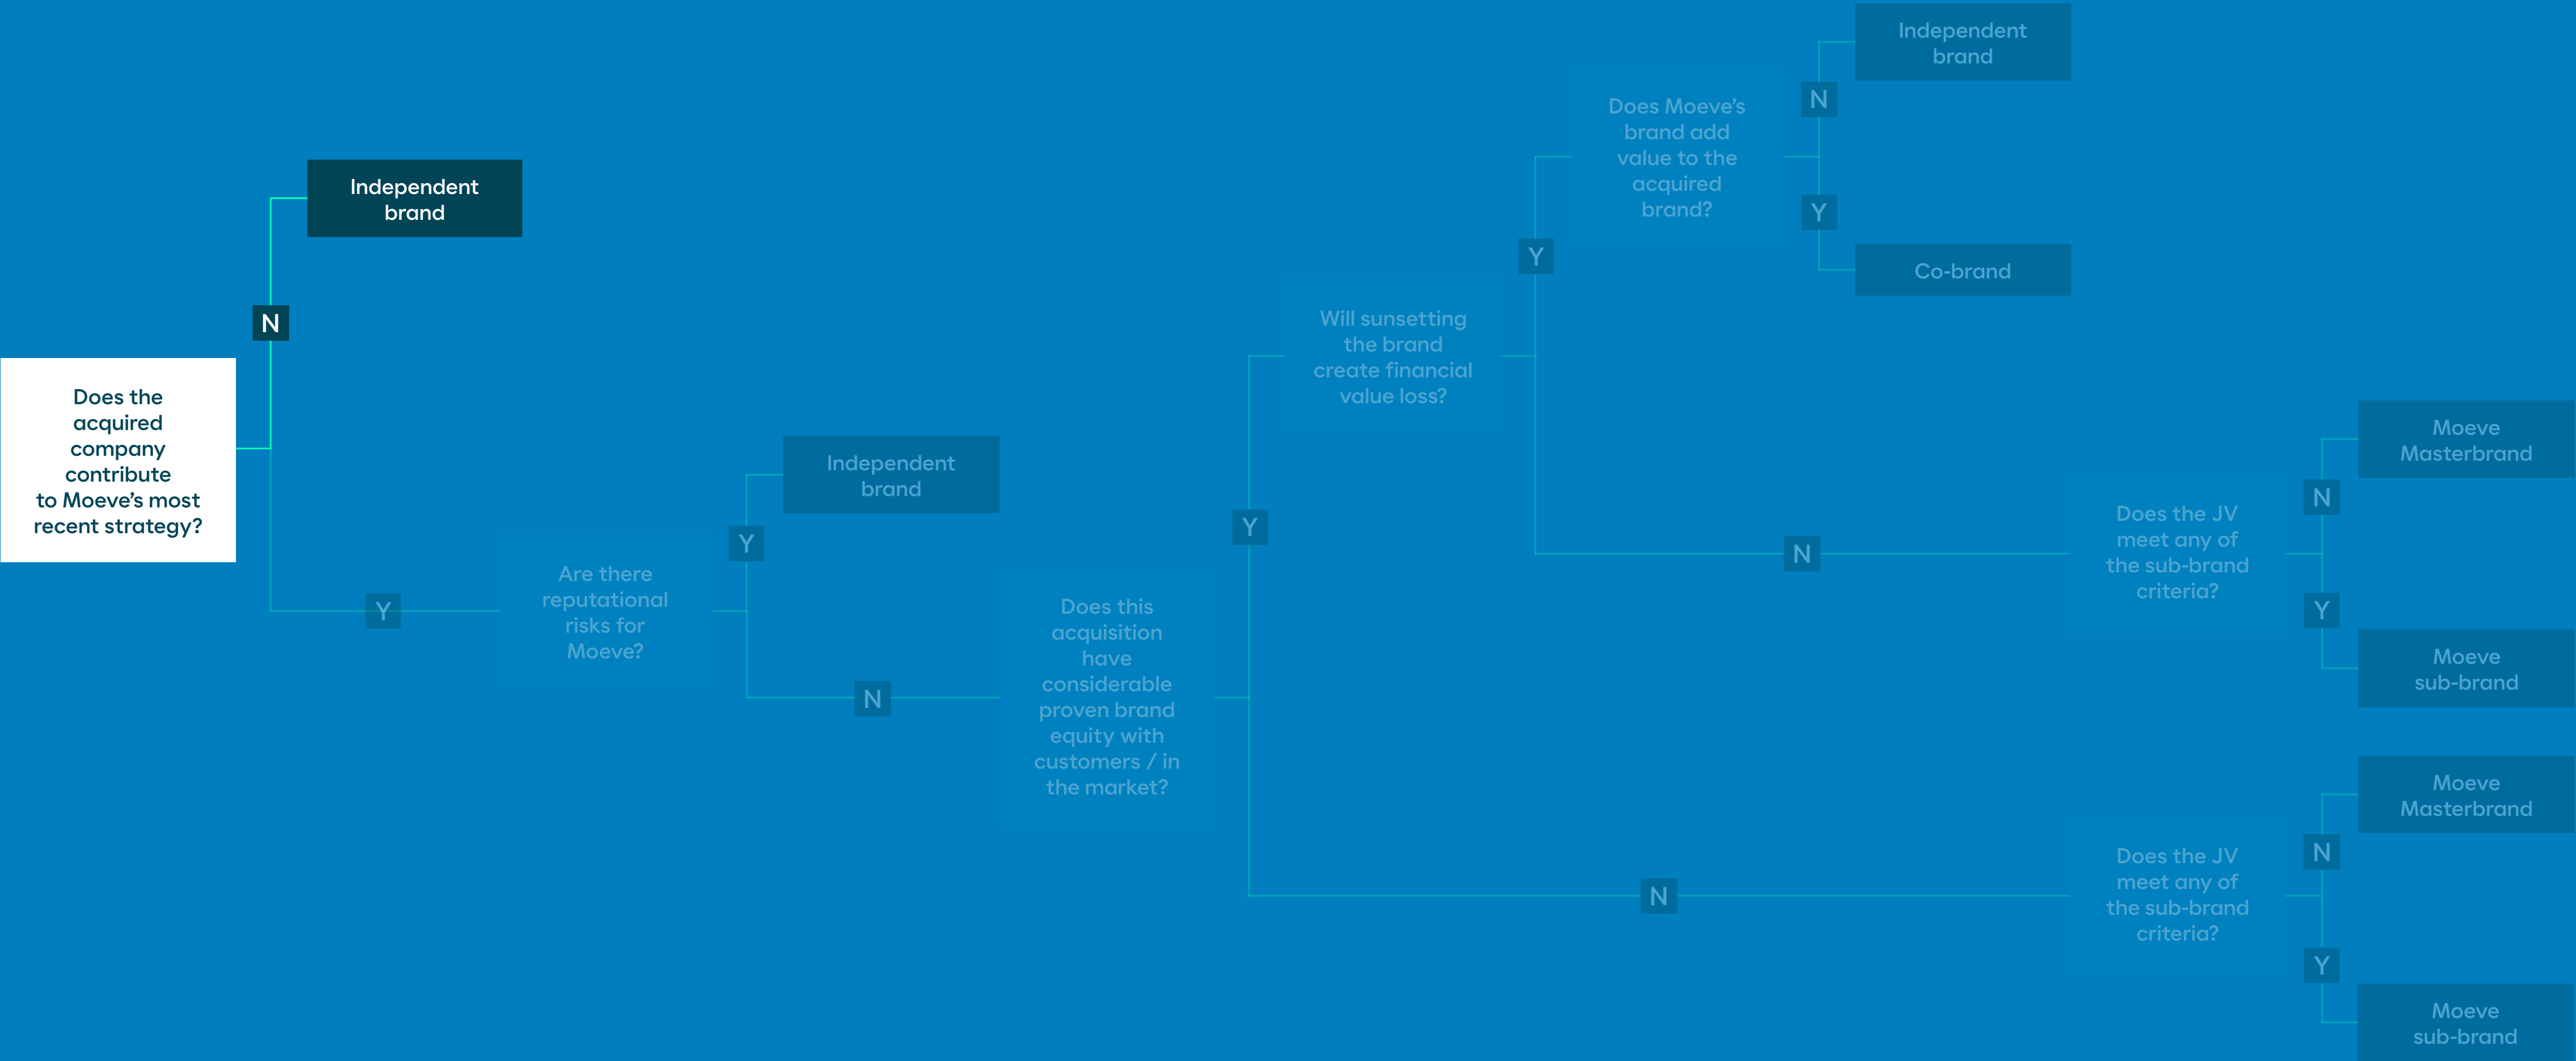 Does the
acquired
company
contribute
to Moeve’s most
recent strategy?
N
Independent
brand
Y
Are there
reputational
risks for
Moeve?
Y
Independent
brand
N
Does this
acquisition
have
considerable
proven brand
equity with
customers / in
the market?
Y
Will sunsetting
the brand
create financial
value loss?
Y
Does Moeve’s
brand add
value to the
acquired
brand?
N
Independent
brand
Y
Co-brand
N
Does the JV
meet any of
the sub-brand
criteria?
N
Moeve
Masterbrand
Y
Moeve
sub-brand
N
Does the JV
meet any of
the sub-brand
criteria?
N
Moeve
Masterbrand
Y
Moeve
sub-brand